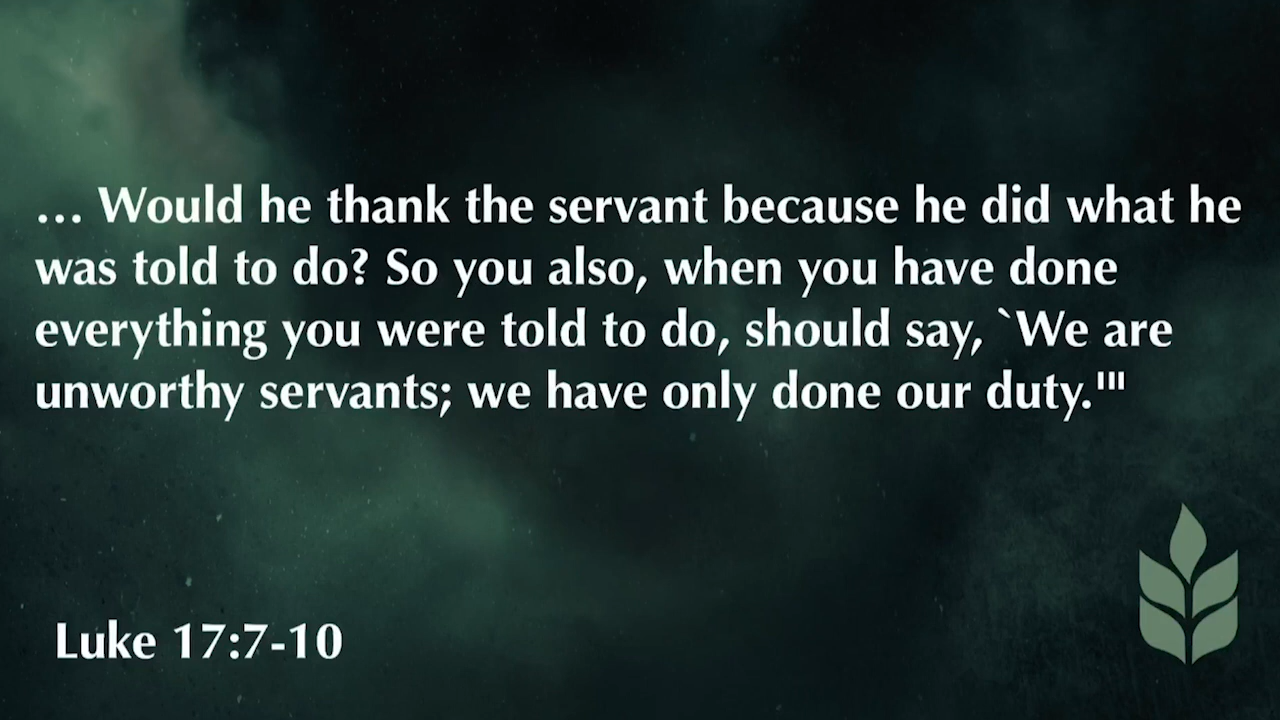 ... Would he thank the servant because he did what he
was told to do? So you also, when you have done
everything you were told to do, should say, `We are
unworthy servants; we have only done our duty.'"
Luke 17:7-10